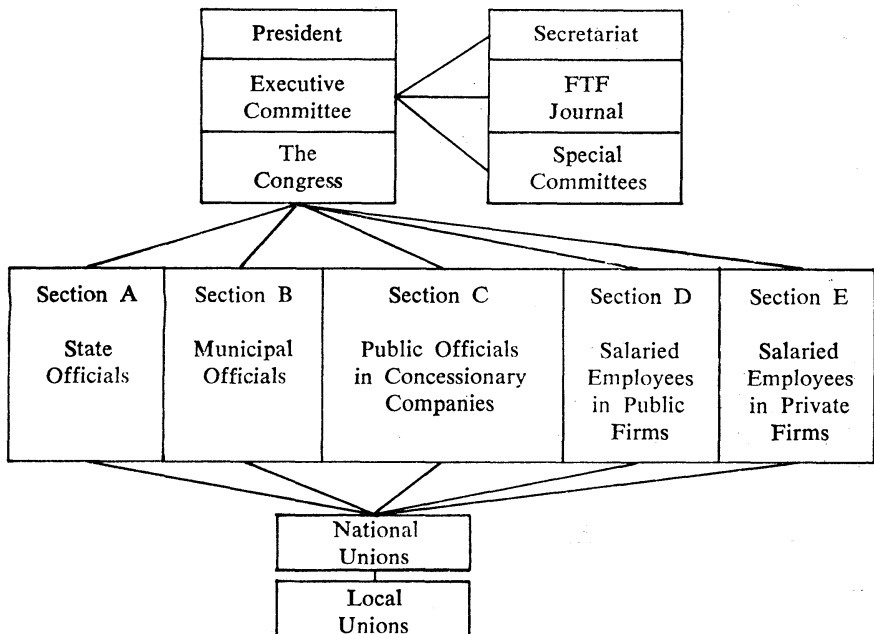 President
Executive
Committee
The
Congress
Secretariat
FTF
Journal
Special
Committees
Section A
State
Officials
Section B
Municipal
Officials
Section C
Public Officials
in Concessionary
Companies
Section D
Salaried
Employees
in Public
Firms
Section E
Salaried
Employees
in Private
Firms
National
Unions
Local
Unions